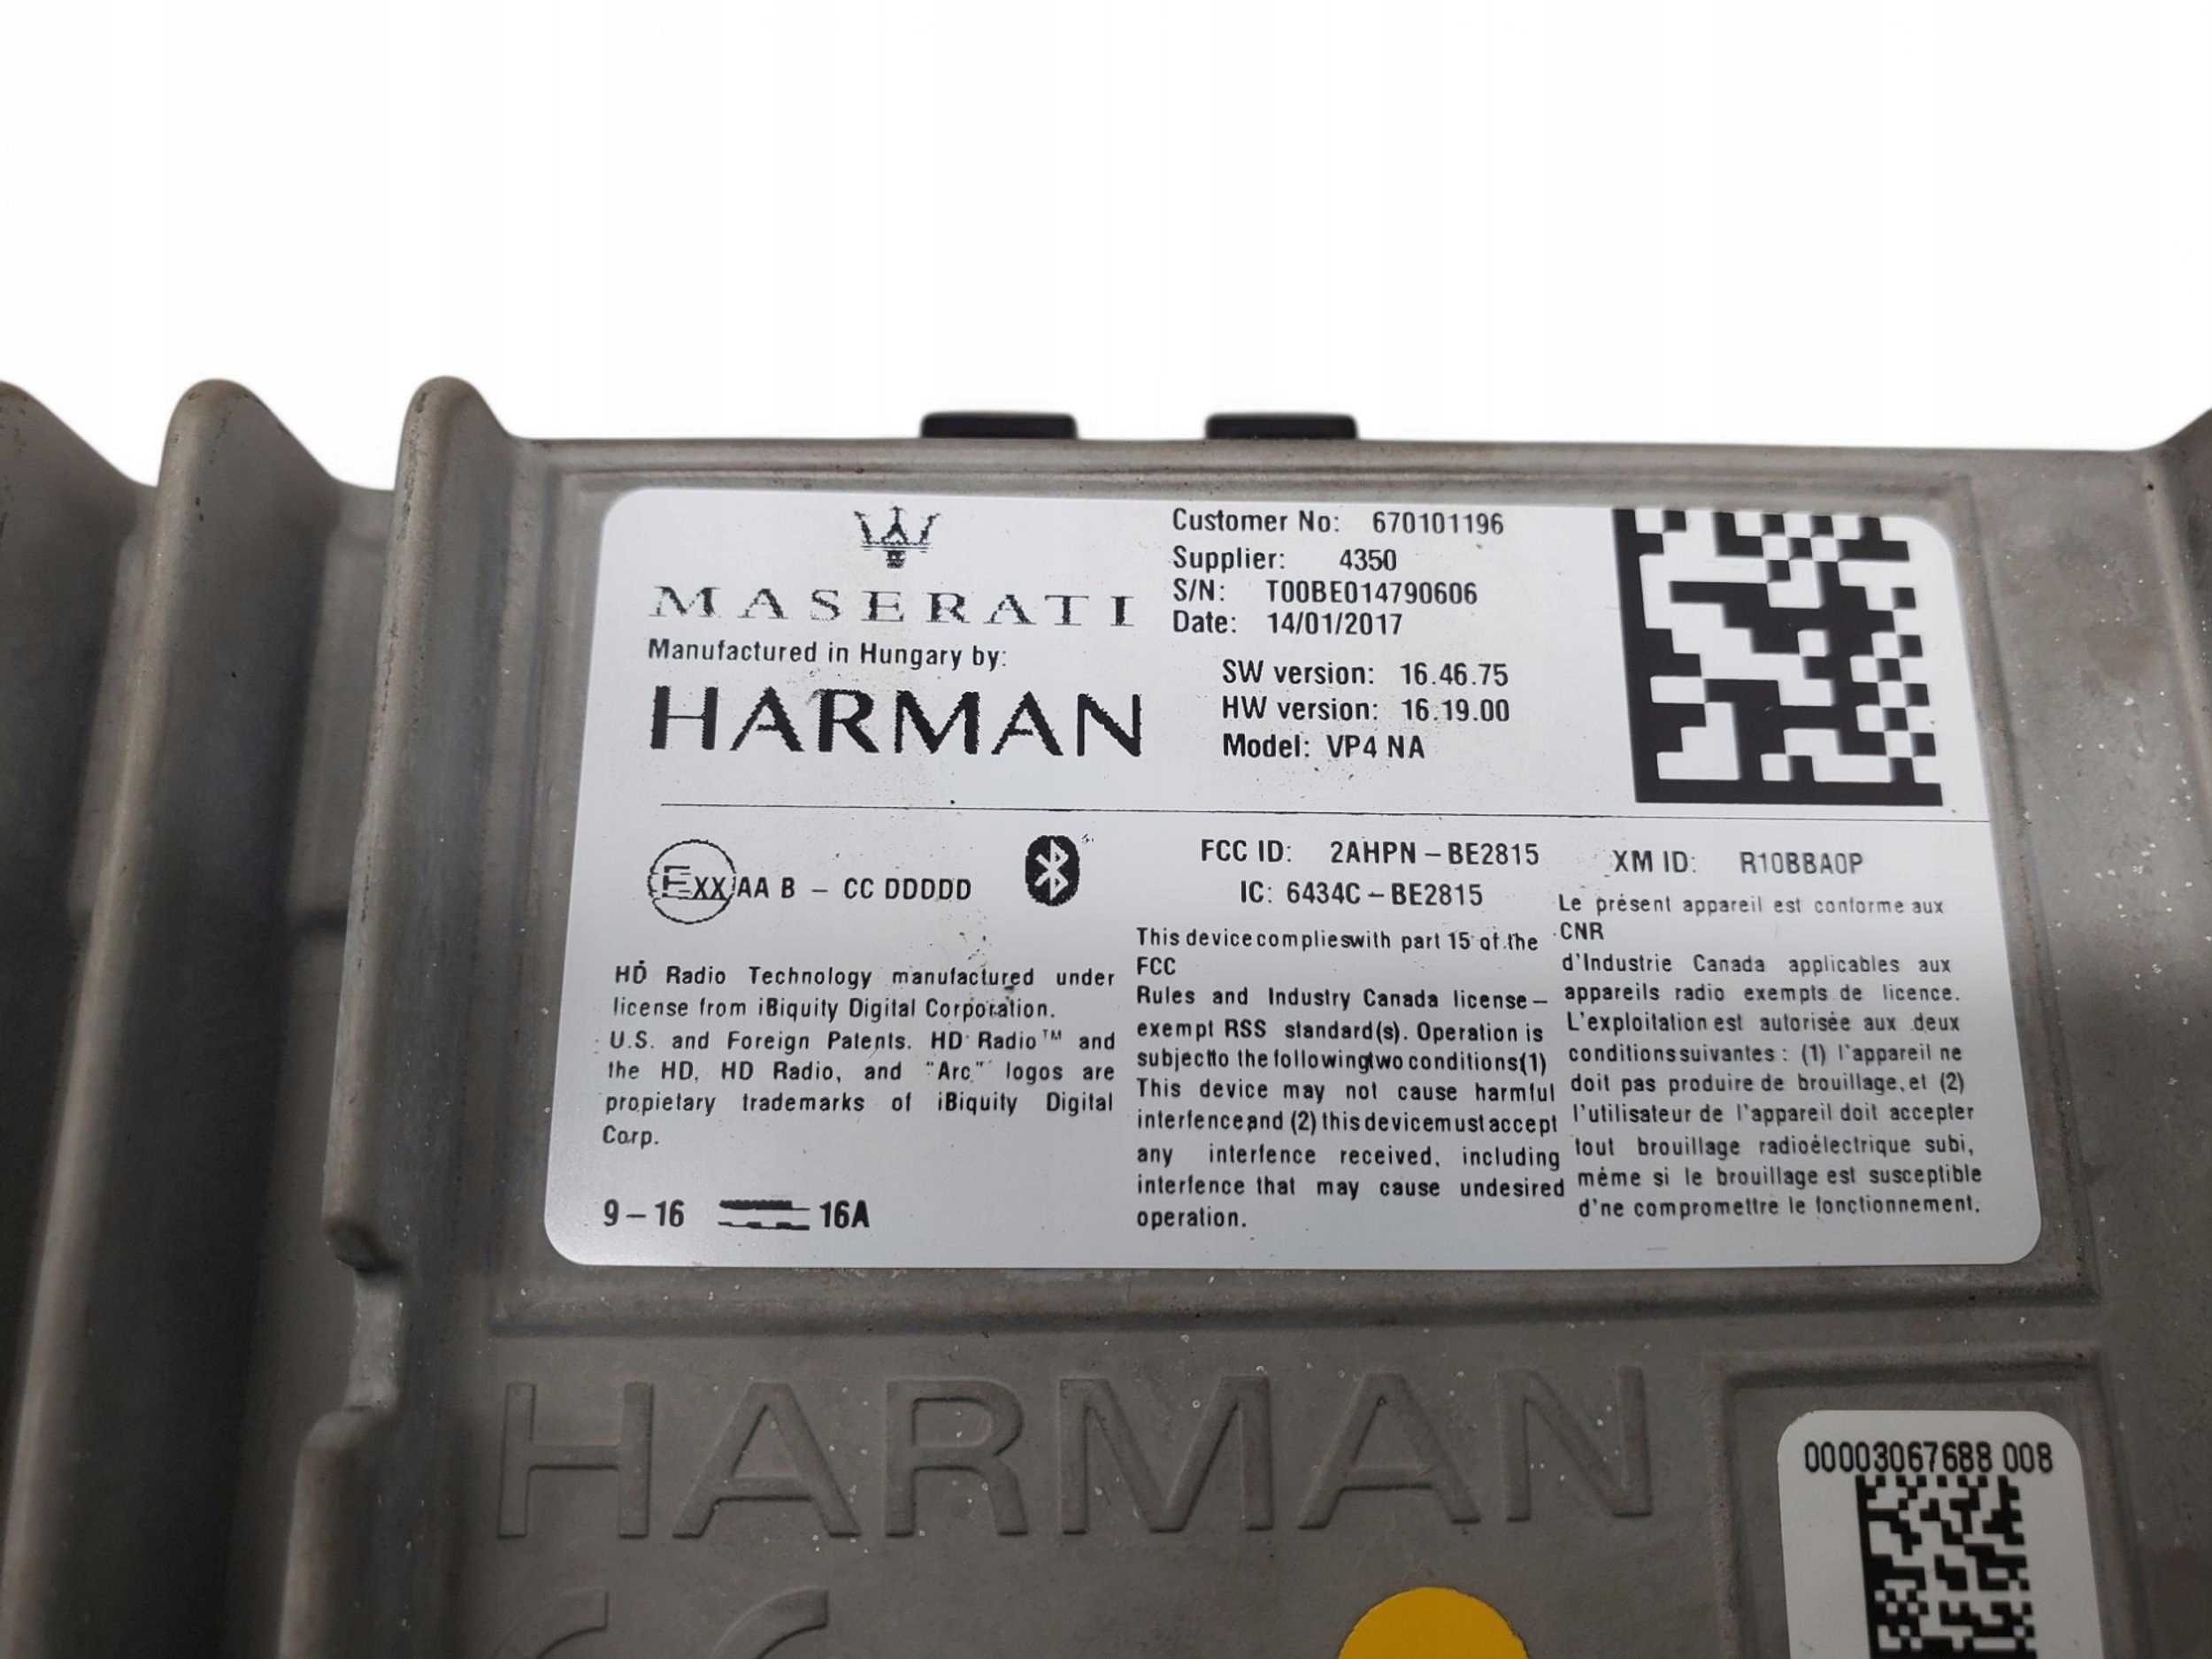 MASERATI
Manufactured in Hungary by:
HARMAN
Customer No: 670101196
Supplier: 4350
S/N: T00BE014790606
Date: 14/01/2017
SW version: 16.46.75
HW version: 16.19.00
Model: VP4 NA
EXX AA B - CC DDDDD
FCC ID: 2AHPN-BE2815
IC: 6434C-BE2815
XM ID: R10BBA0P
HD Radio Technology manufactured under
license from iBiquity Digital Corporation.
U.S. and Foreign Patents. HD Radio™ and
the HD, HD Radio, and "Arc" logos are
propietary trademarks of iBiquity Digital
Corp.
9-16 16A
This device complieswith part 15 of the
FCC
Rules and Industry Canada license-
exempt RSS standard(s). Operation is
subjectto the followingtwo conditions(1)
This device may not cause harmful
interfenceand (2) this devicemust accept
any interfence received, including
interfence that may cause undesired
operation.
Le présent appareil est conforme aux
CNR
d'Industrie Canada applicables aux
appareils radio exempts de licence.
L'exploitation est autorisée aux deux
conditions suivantes : (1) l'appareil ne
doit pas produire de brouillage, et (2)
l'utilisateur de l'appareil doit accepter
tout brouillage radioélectrique subi,
même si le brouillage est susceptible
d'ne compromettre le fonctionnement.
HARMAN
00003067688 008